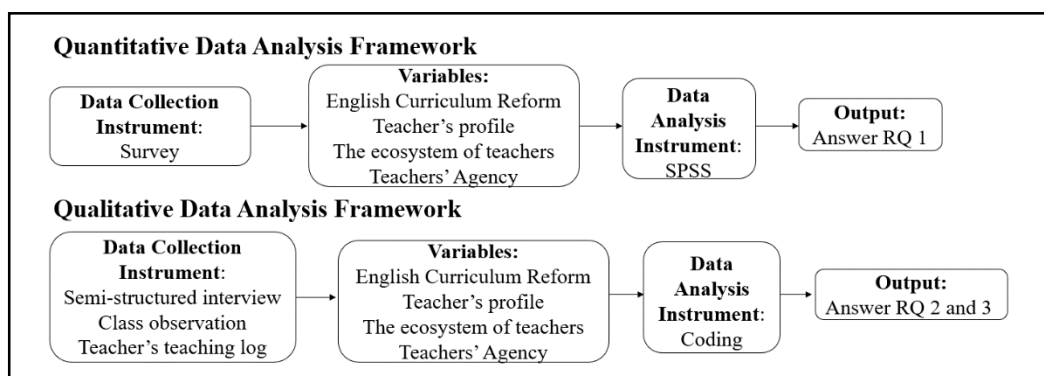 Quantitative Data Analysis Framework
Data Collection
Instrument:
Survey
Variables:
English Curriculum Reform
Teacher's profile
The ecosystem of teachers
Teachers' Agency
Data
Analysis
Instrument:
SPSS
Output:
Answer RQ 1
Qualitative Data Analysis Framework
Data Collection
Instrument:
Semi-structured interview
Class observation
Teacher's teaching log
Variables:
English Curriculum Reform
Teacher's profile
The ecosystem of teachers
Teachers' Agency
Data
Analysis
Instrument:
Coding
Output:
Answer RQ 2 and 3